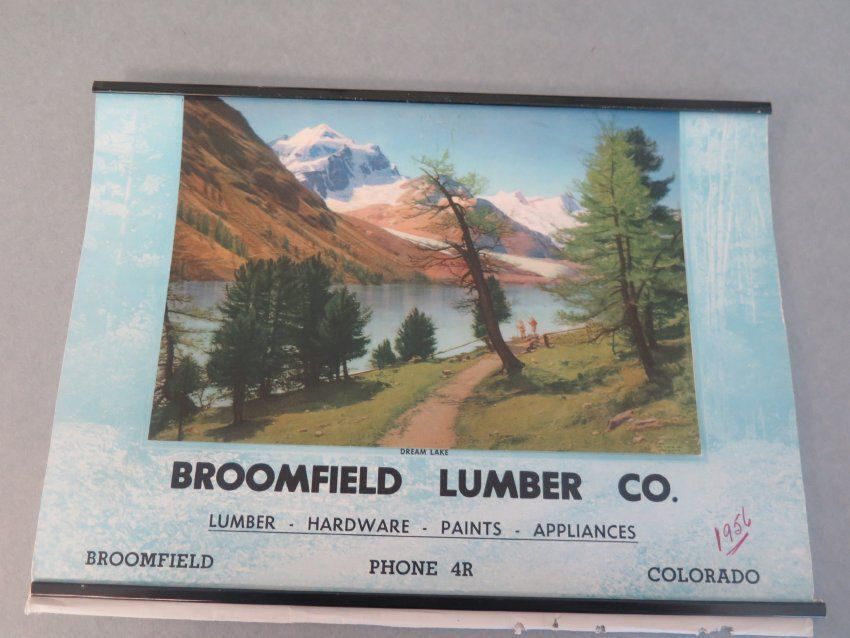 DREAM LAKE
BROOMFIELD LUMBER CO.
LUMBER - HARDWARE - PAINTS - APPLIANCES
1956
BROOMFIELD PHONE 4R COLORADO